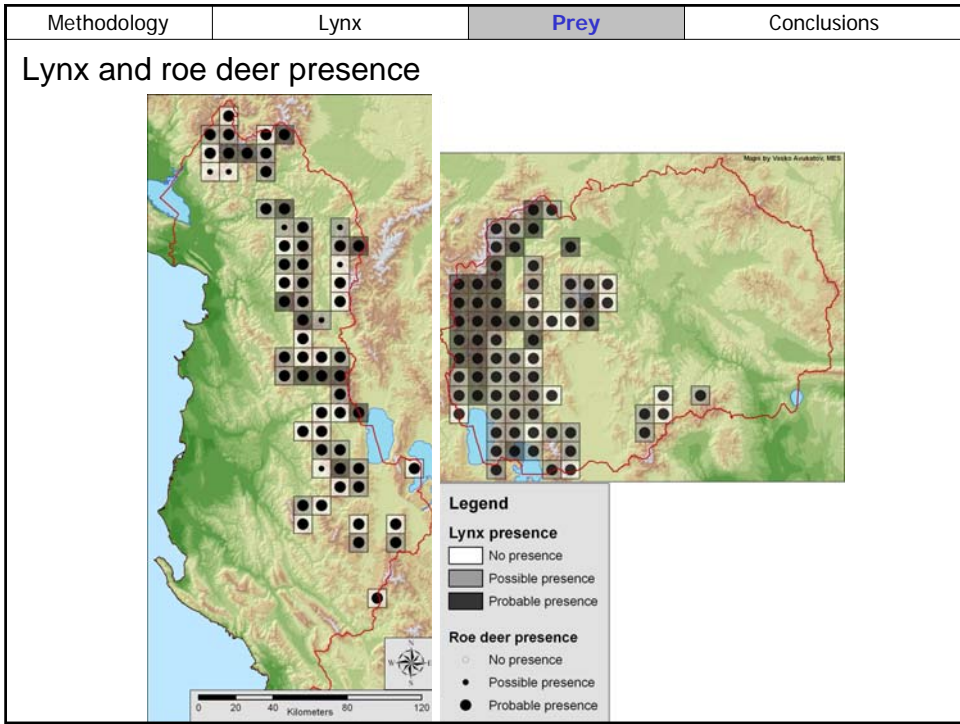 Methodology Lynx Prey Conclusions
Lynx and roe deer presence
Maps by Vasko Avukatov, MES
Legend
Lynx presence
No presence
Possible presence
Probable presence
Roe deer presence
No presence
Possible presence
Probable presence
N
W E
S
0 20 40 Kilometers 80 120